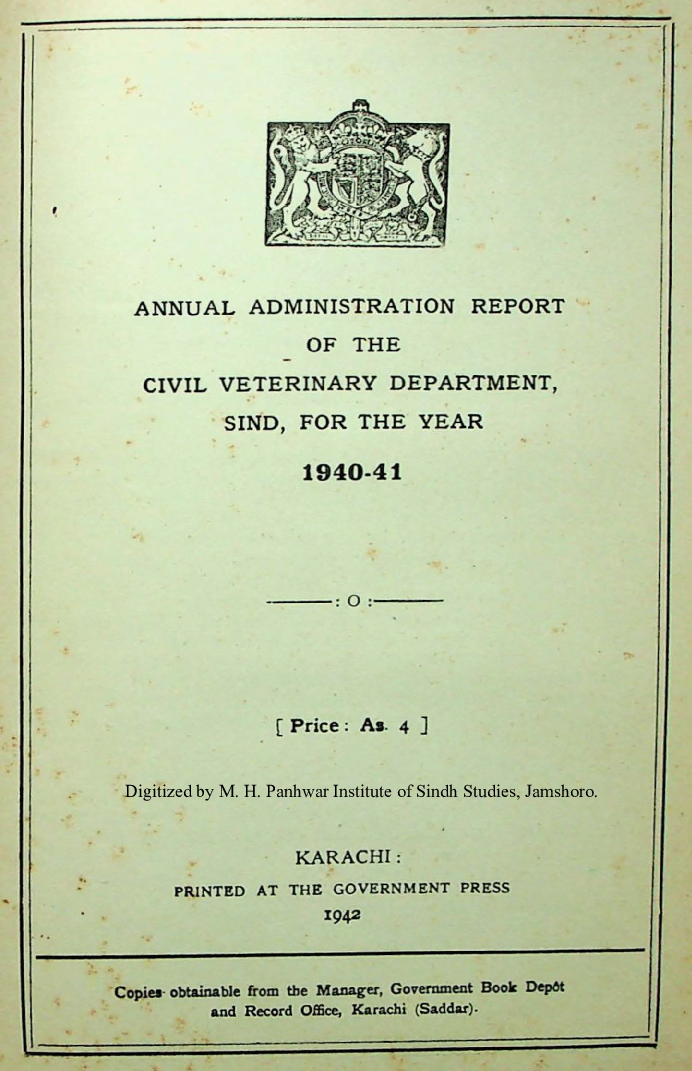 ANNUAL ADMINISTRATION REPORT
OF THE
CIVIL VETERINARY DEPARTMENT,
SIND, FOR THE YEAR
1940-41
: O :
[ Price : As. 4 ]
Digitized by M. H. Panhwar Institute of Sindh Studies, Jamshoro.
KARACHI :
PRINTED AT THE GOVERNMENT PRESS
1942
Copies obtainable from the Manager, Government Book Depôt
and Record Office, Karachi (Saddar).